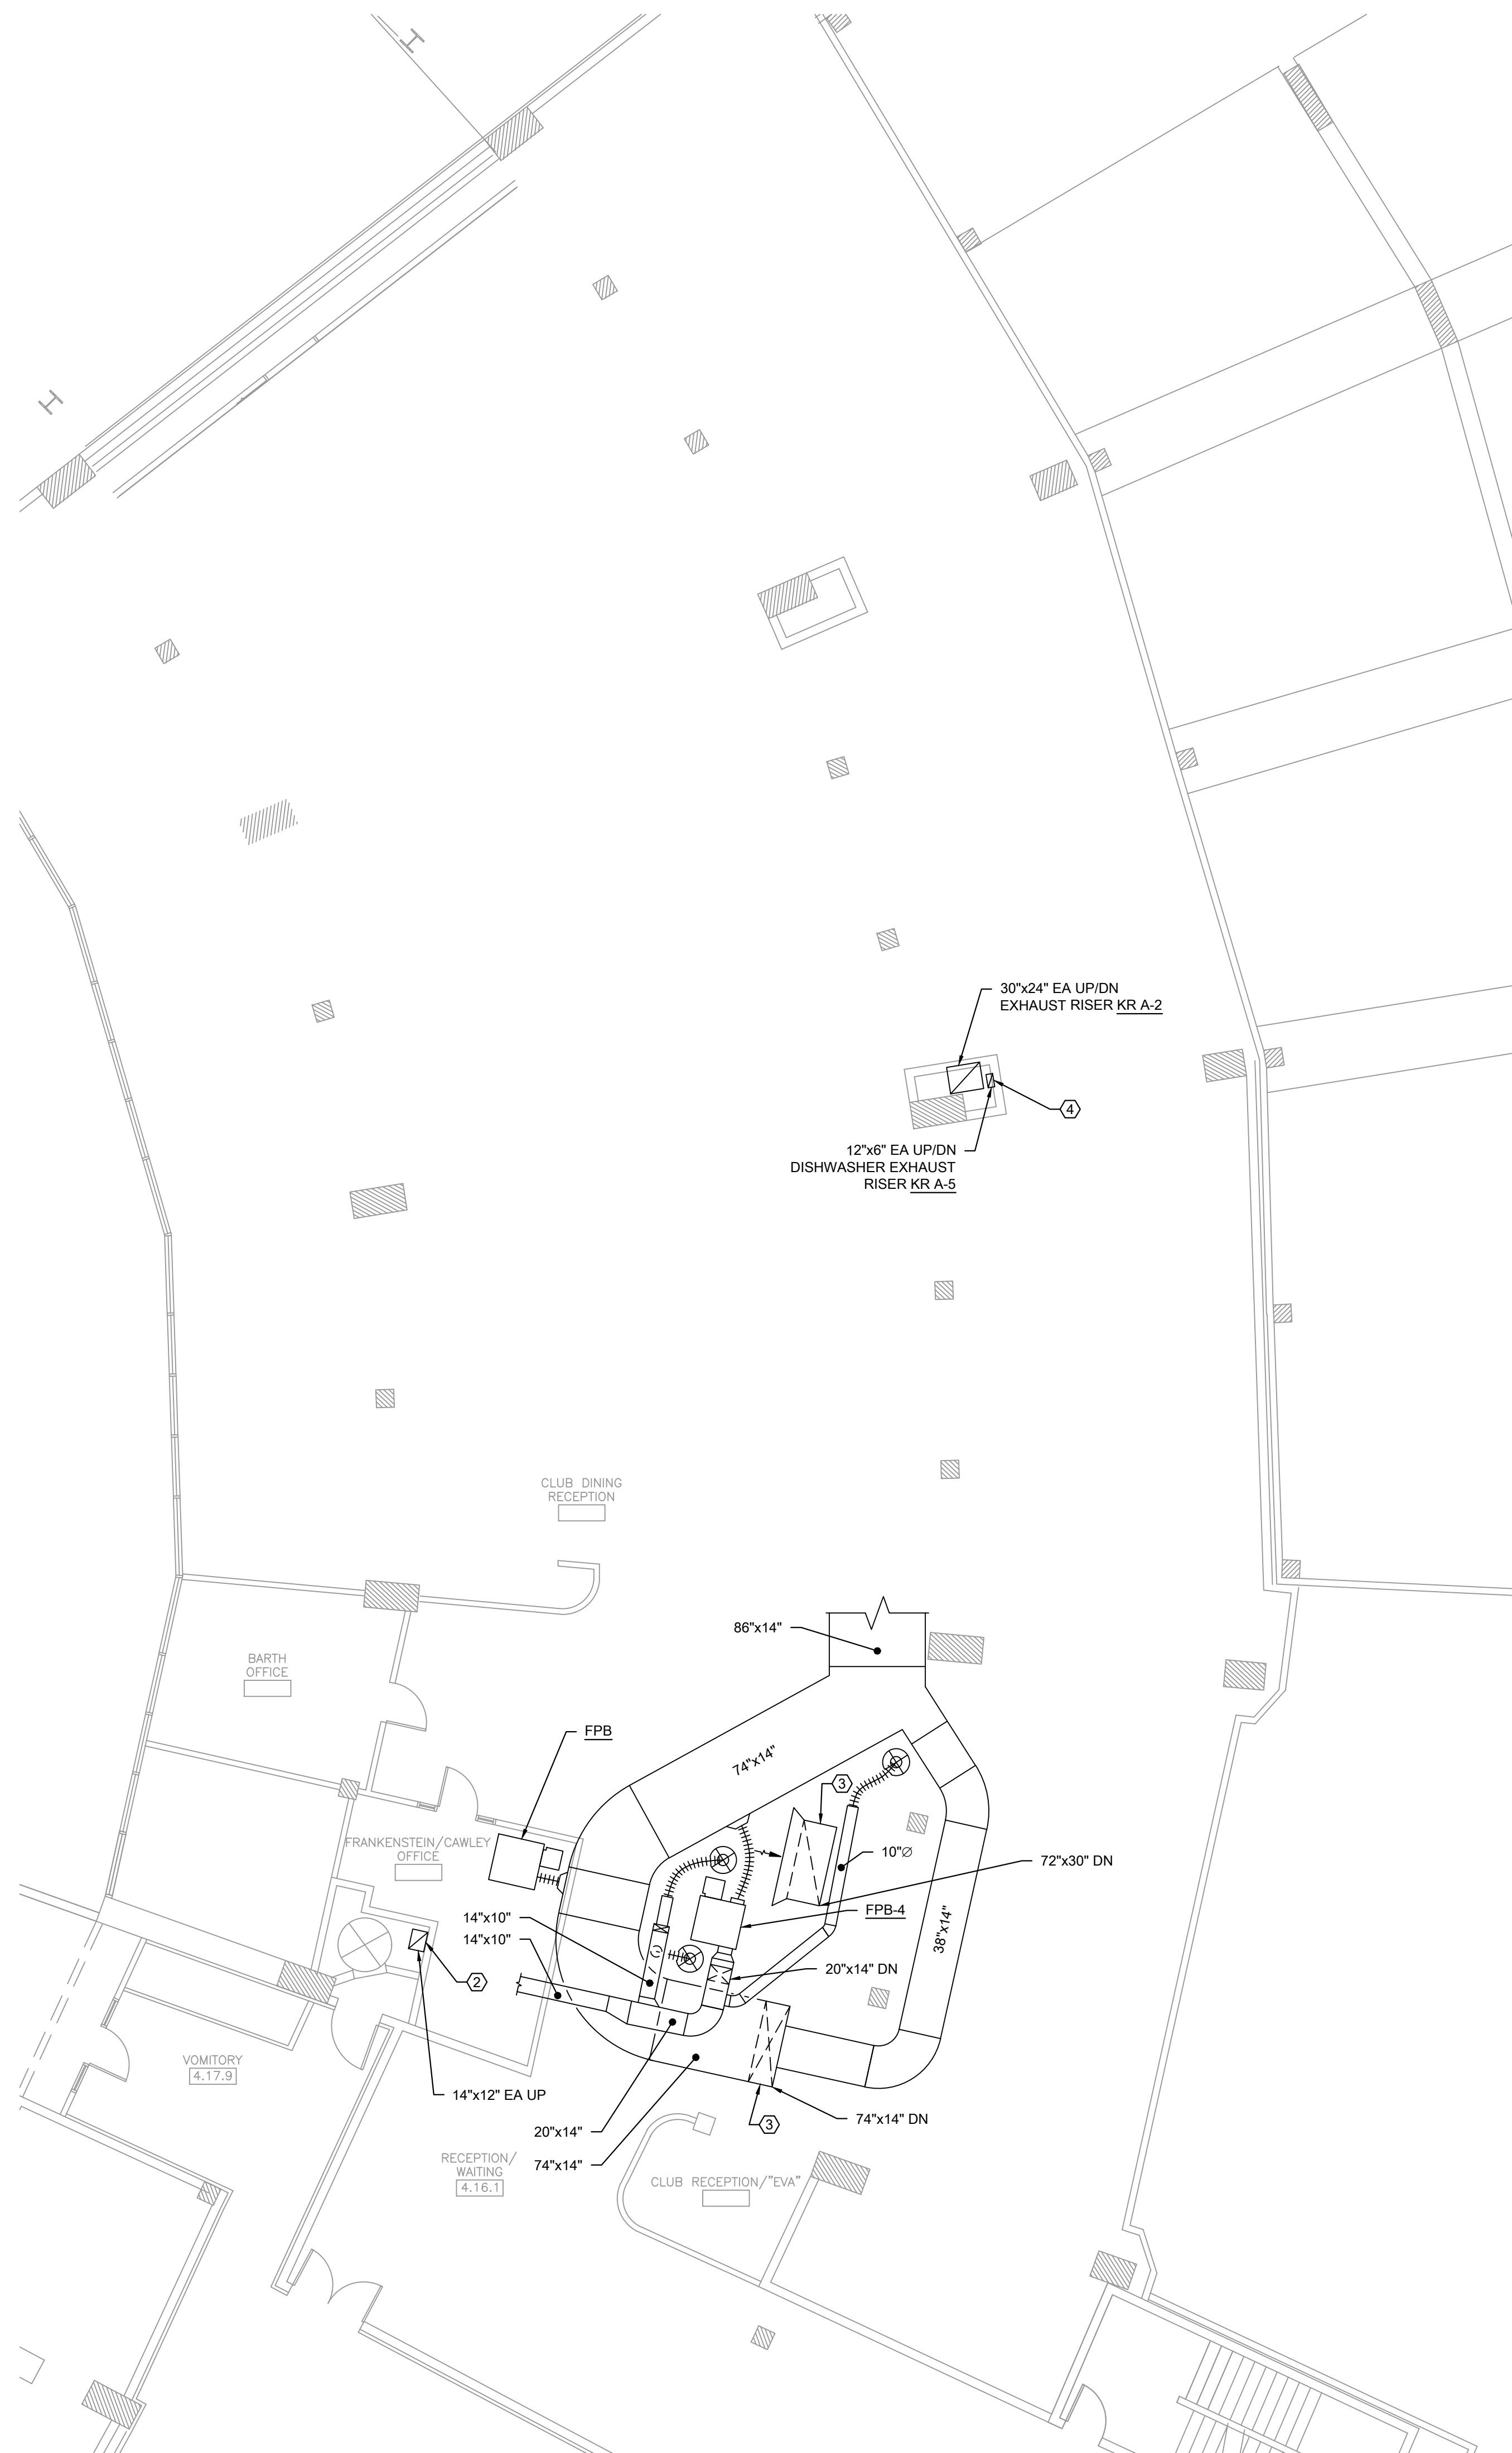 H
H
30"x24" EA UP/DN
EXHAUST RISER KR A-2
4
12"x6" EA UP/DN
DISHWASHER EXHAUST
RISER KR A-5
CLUB DINING
RECEPTION
86"x14"
BARTH
OFFICE
FPB
74"x14"
3
FRANKENSTEIN/CAWLEY
OFFICE
10"Ø
72"x30" DN
FPB-4
14"x10"
14"x10"
38"x14"
20"x14" DN
2
VOMITORY
4.17.9
14"x12" EA UP
74"x14" DN
3
20"x14"
RECEPTION/
WAITING
4.16.1
74"x14"
CLUB RECEPTION/"EVA"